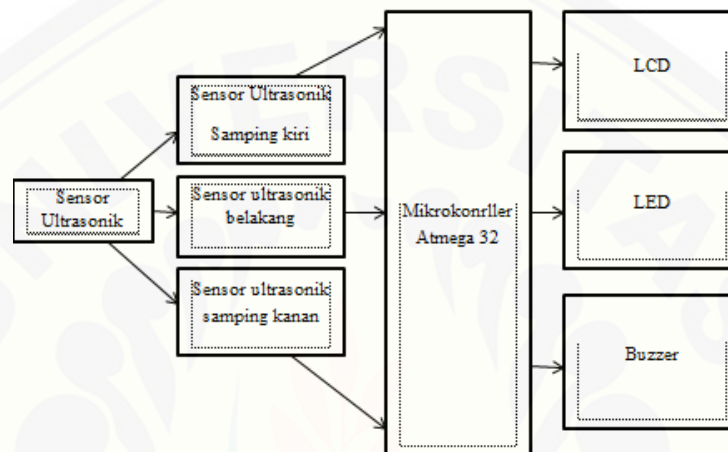 Sensor
Ultrasonik
Sensor Ultrasonik
Samping kiri
Sensor ultrasonik
belakang
Sensor ultrasonik
samping kanan
Mikrokonrller
Atmega 32
LCD
LED
Buzzer
UNIVERSITAS